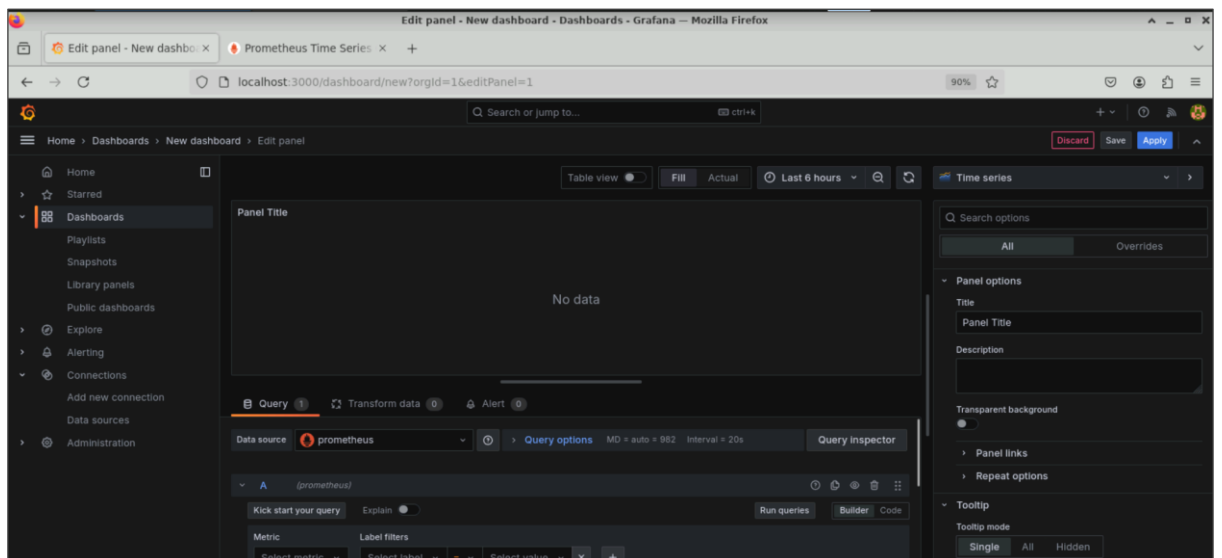 Edit panel - New dashboard - Dashboards - Grafana — Mozilla Firefox
Edit panel - New dashbo
Prometheus Time Series
localhost:3000/dashboard/new?orgId=1&editPanel=1
90%
Search or jump to...
ctrl+k
Home › Dashboards › New dashboard › Edit panel
Discard
Save
Apply
Home
Starred
Dashboards
Playlists
Snapshots
Library panels
Public dashboards
Explore
Alerting
Connections
Add new connection
Data sources
Administration
Table view
Fill
Actual
Last 6 hours
Panel Title
No data
Query 1
Transform data 0
Alert 0
Data source
prometheus
Query options
MD = auto = 982
Interval = 20s
Query inspector
A
(prometheus)
Kick start your query
Explain
Run queries
Builder
Code
Metric
Label filters
Select metric
Select label
=
Select value
Time series
Search options
All
Overrides
Panel options
Title
Panel Title
Description
Transparent background
Panel links
Repeat options
Tooltip
Tooltip mode
Single
All
Hidden